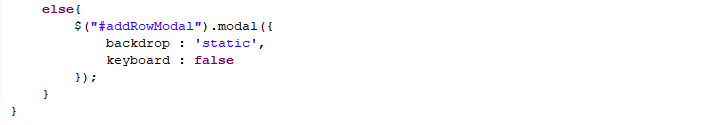 else{
$("#addRowModal").modal({
backdrop : 'static',
keyboard : false
});
}
}